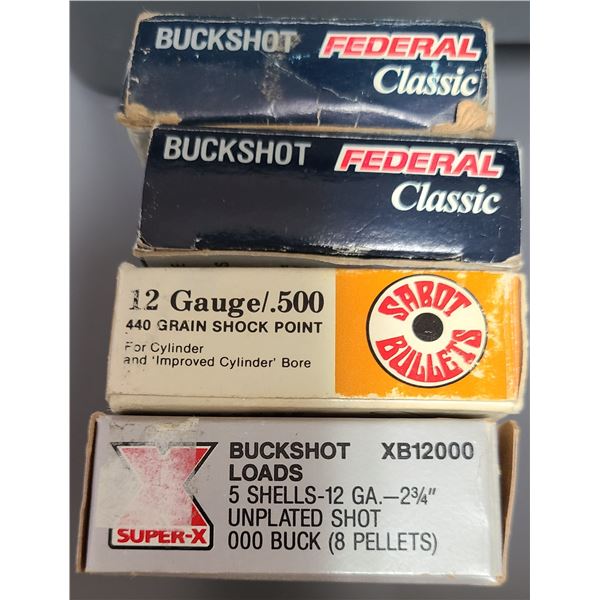 BUCKSHOT FEDERAL
Classic
BUCKSHOT FEDERAL
Classic
12 Gauge/.500
440 GRAIN SHOCK POINT
For Cylinder
and 'Improved Cylinder' Bore
SABOT
BULLETS
X
SUPER-X
BUCKSHOT XB12000
LOADS
5 SHELLS-12 GA.—2¾"
UNPLATED SHOT
000 BUCK (8 PELLETS)